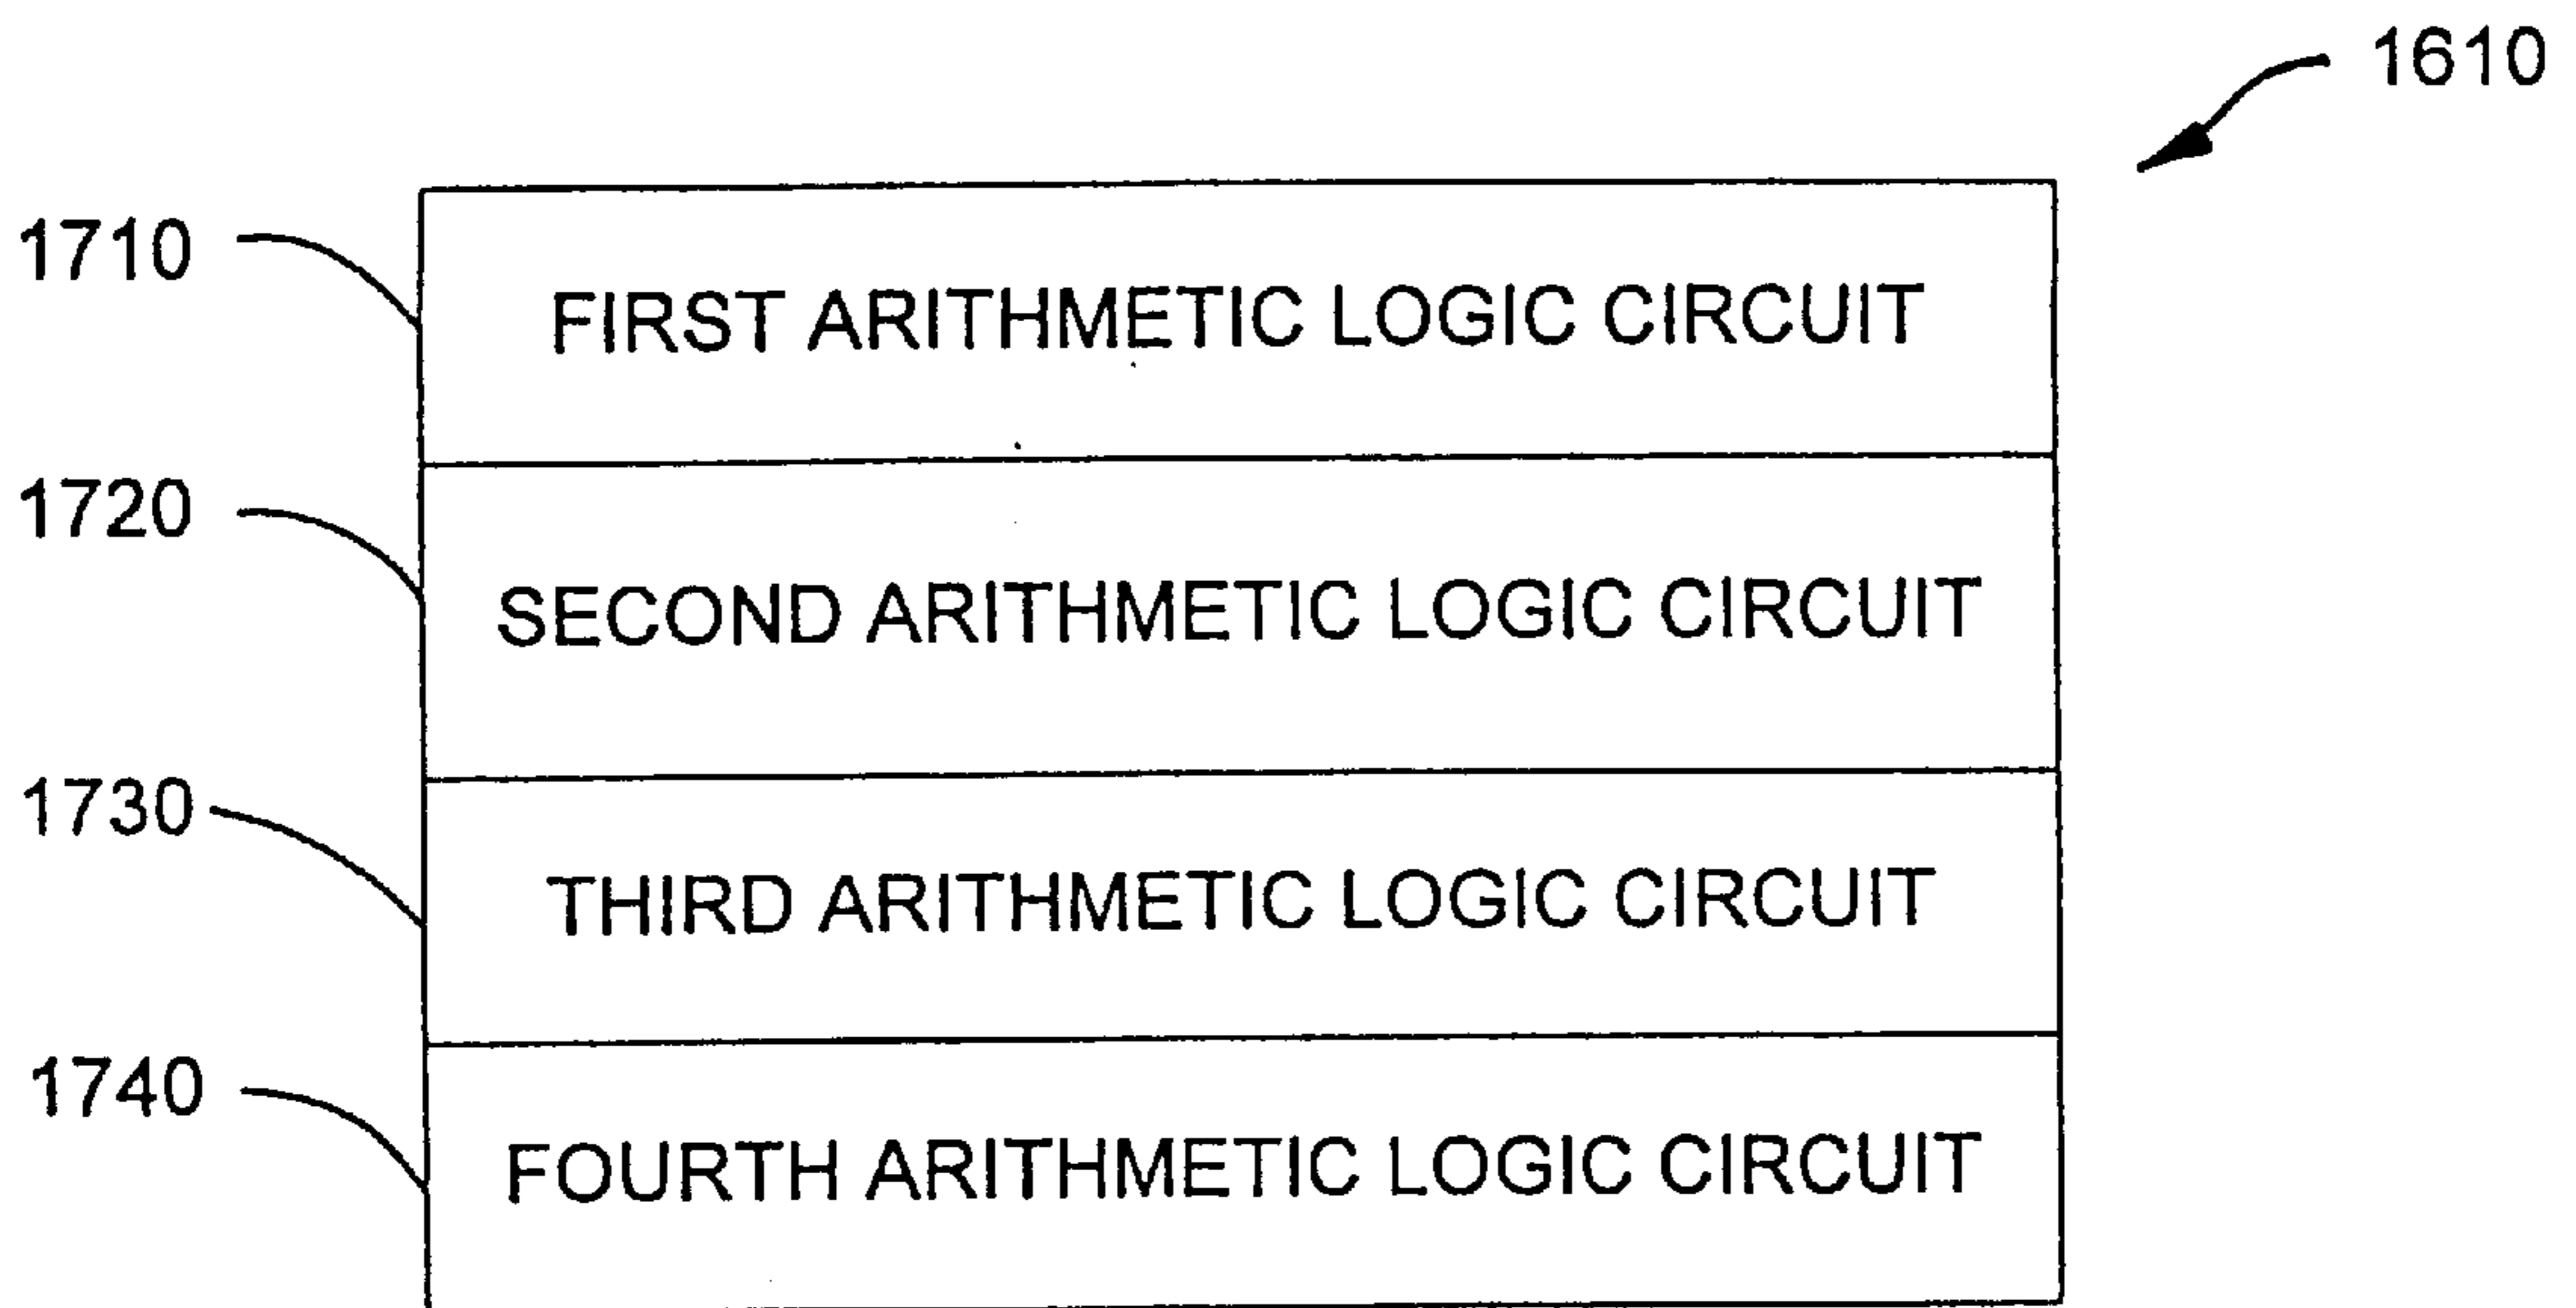 1610
1710
FIRST ARITHMETIC LOGIC CIRCUIT
1720
SECOND ARITHMETIC LOGIC CIRCUIT
1730
THIRD ARITHMETIC LOGIC CIRCUIT
1740
FOURTH ARITHMETIC LOGIC CIRCUIT